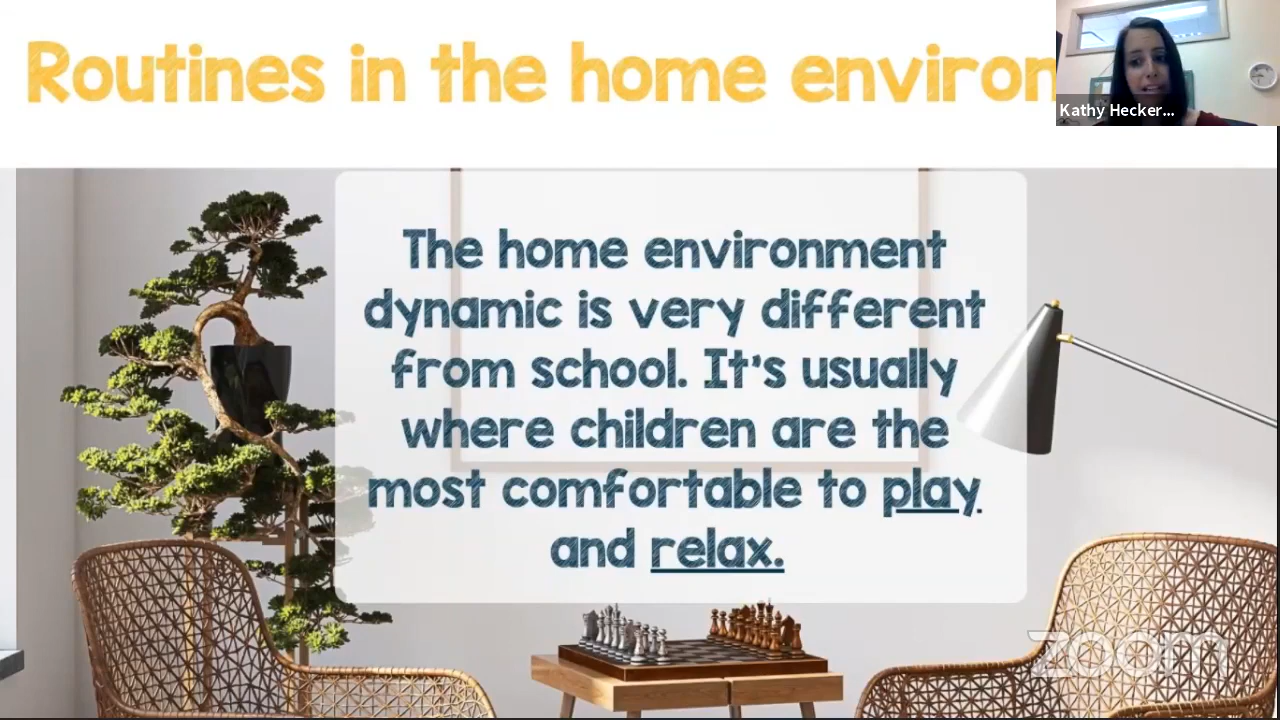 Routines in the home environ
Kathy Hecker...
The home environment
dynamic is very different
from school. It's usually
where children are the
most comfortable to play
and relax.
zoom